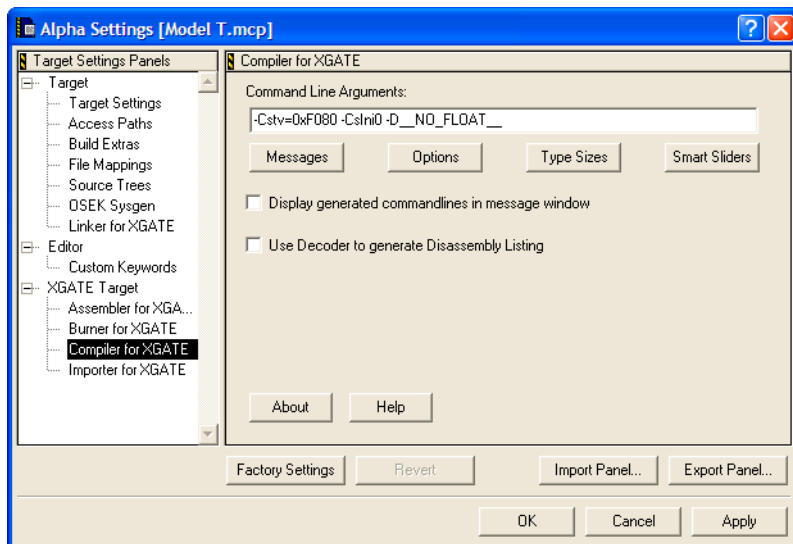 Alpha Settings [Model T.mcp]
Target Settings Panels
Target
Target Settings
Access Paths
Build Extras
File Mappings
Source Trees
OSEK Sysgen
Linker for XGATE
Editor
Custom Keywords
XGATE Target
Assembler for XGA...
Burner for XGATE
Compiler for XGATE
Importer for XGATE
Compiler for XGATE
Command Line Arguments:
-Cstv=0xF080 -CsIni0 -D__NO_FLOAT__
Messages Options Type Sizes Smart Sliders
Display generated commandlines in message window
Use Decoder to generate Disassembly Listing
About Help
Factory Settings Revert Import Panel... Export Panel...
OK Cancel Apply